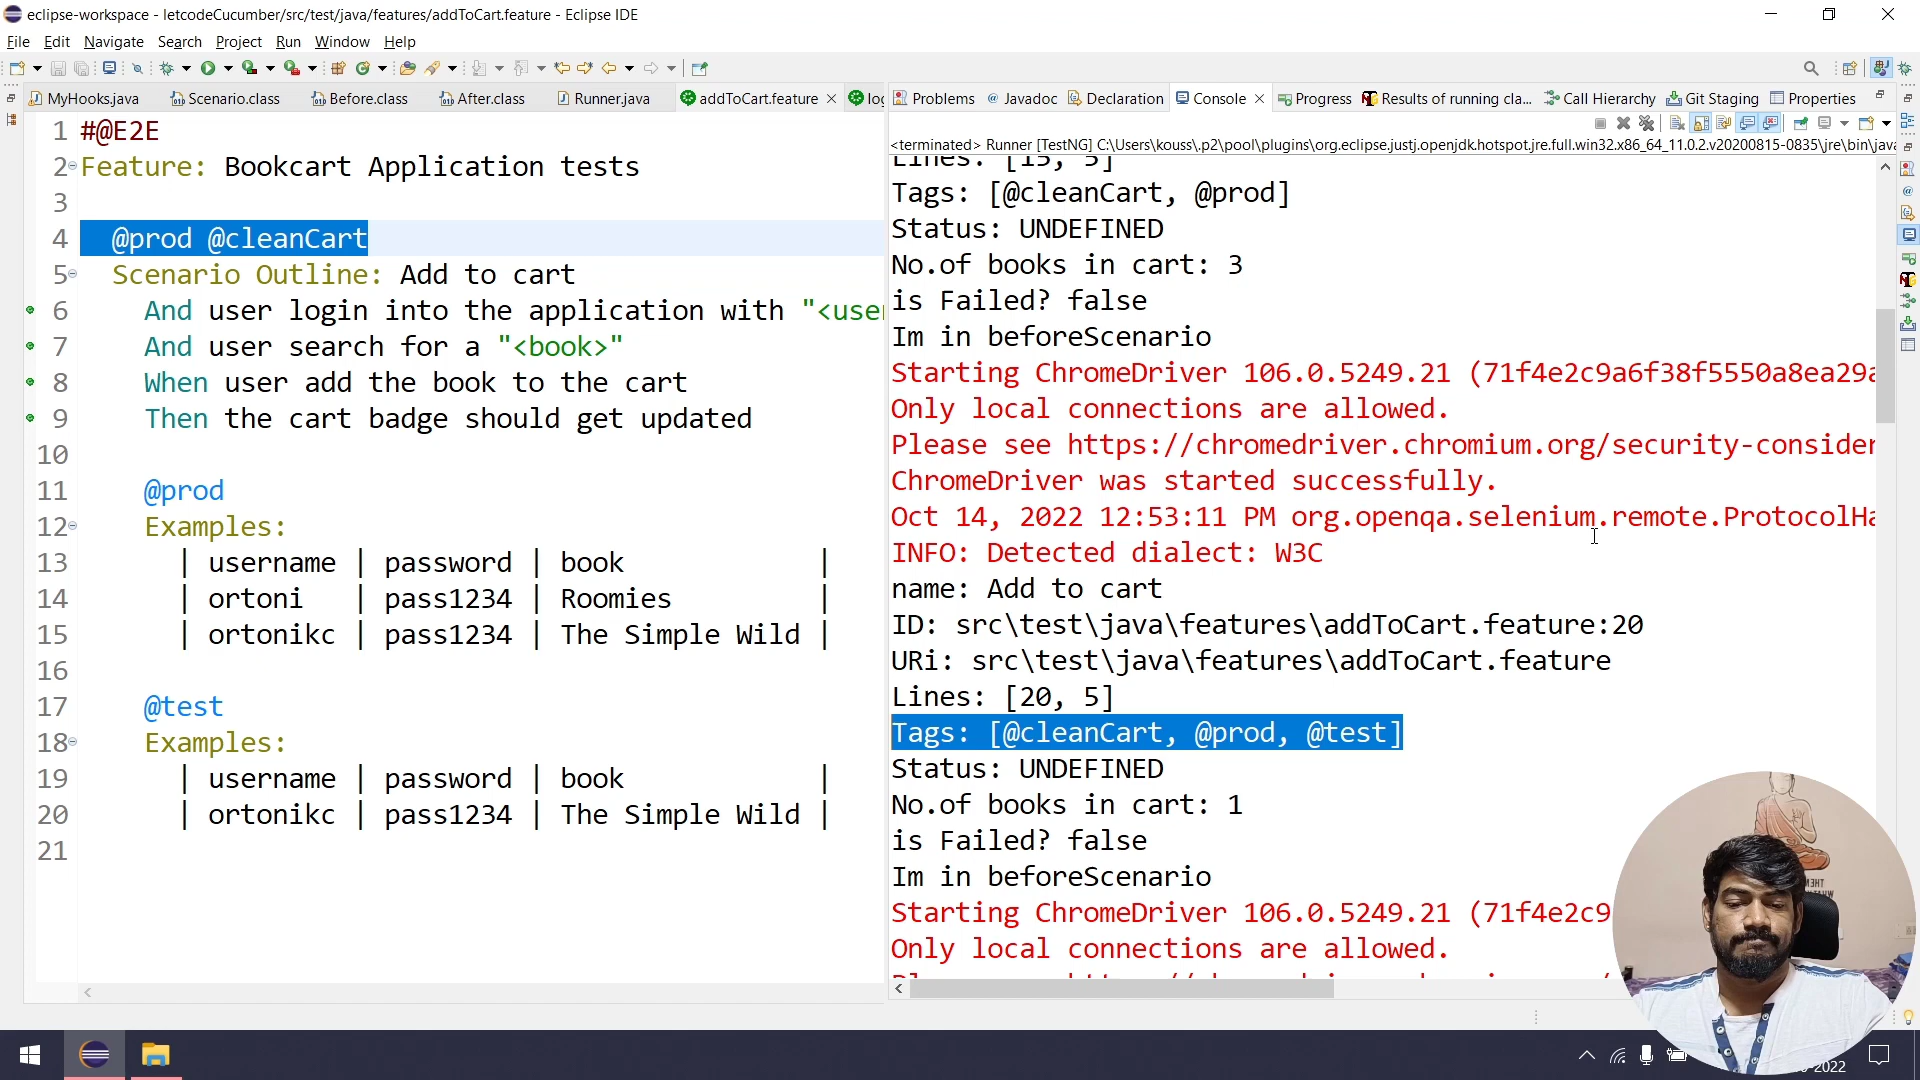 eclipse-workspace - letcodeCucumber/src/test/java/features/addToCart.feature - Eclipse IDE
File Edit Navigate Search Project Run Window Help
MyHooks.java Scenario.class Before.class After.class Runner.java addToCart.feature
Problems Javadoc Declaration Console Progress Results of running cla... Call Hierarchy Git Staging Properties
<terminated> Runner [TestNG] C:\Users\kouss\.p2\pool\plugins\org.eclipse.justj.openjdk.hotspot.jre.full.win32.x86_64_11.0.2.v20200815-0835\jre\bin\java
1 #@E2E
2 Feature: Bookcart Application tests
3
4 @prod @cleanCart
5 Scenario Outline: Add to cart
6 And user login into the application with "<user
7 And user search for a "<book>"
8 When user add the book to the cart
9 Then the cart badge should get updated
10
11 @prod
12 Examples:
13 | username | password | book |
14 | ortoni | pass1234 | Roomies |
15 | ortonikc | pass1234 | The Simple Wild |
16
17 @test
18 Examples:
19 | username | password | book |
20 | ortonikc | pass1234 | The Simple Wild |
21
Lines: [15, 5]
Tags: [@cleanCart, @prod]
Status: UNDEFINED
No.of books in cart: 3
is Failed? false
Im in beforeScenario
Starting ChromeDriver 106.0.5249.21 (71f4e2c9a6f38f5550a8ea29a
Only local connections are allowed.
Please see https://chromedriver.chromium.org/security-consider
ChromeDriver was started successfully.
Oct 14, 2022 12:53:11 PM org.openqa.selenium.remote.ProtocolHa
INFO: Detected dialect: W3C
name: Add to cart
ID: src\test\java\features\addToCart.feature:20
URi: src\test\java\features\addToCart.feature
Lines: [20, 5]
Tags: [@cleanCart, @prod, @test]
Status: UNDEFINED
No.of books in cart: 1
is Failed? false
Im in beforeScenario
Starting ChromeDriver 106.0.5249.21 (71f4e2c9
Only local connections are allowed.